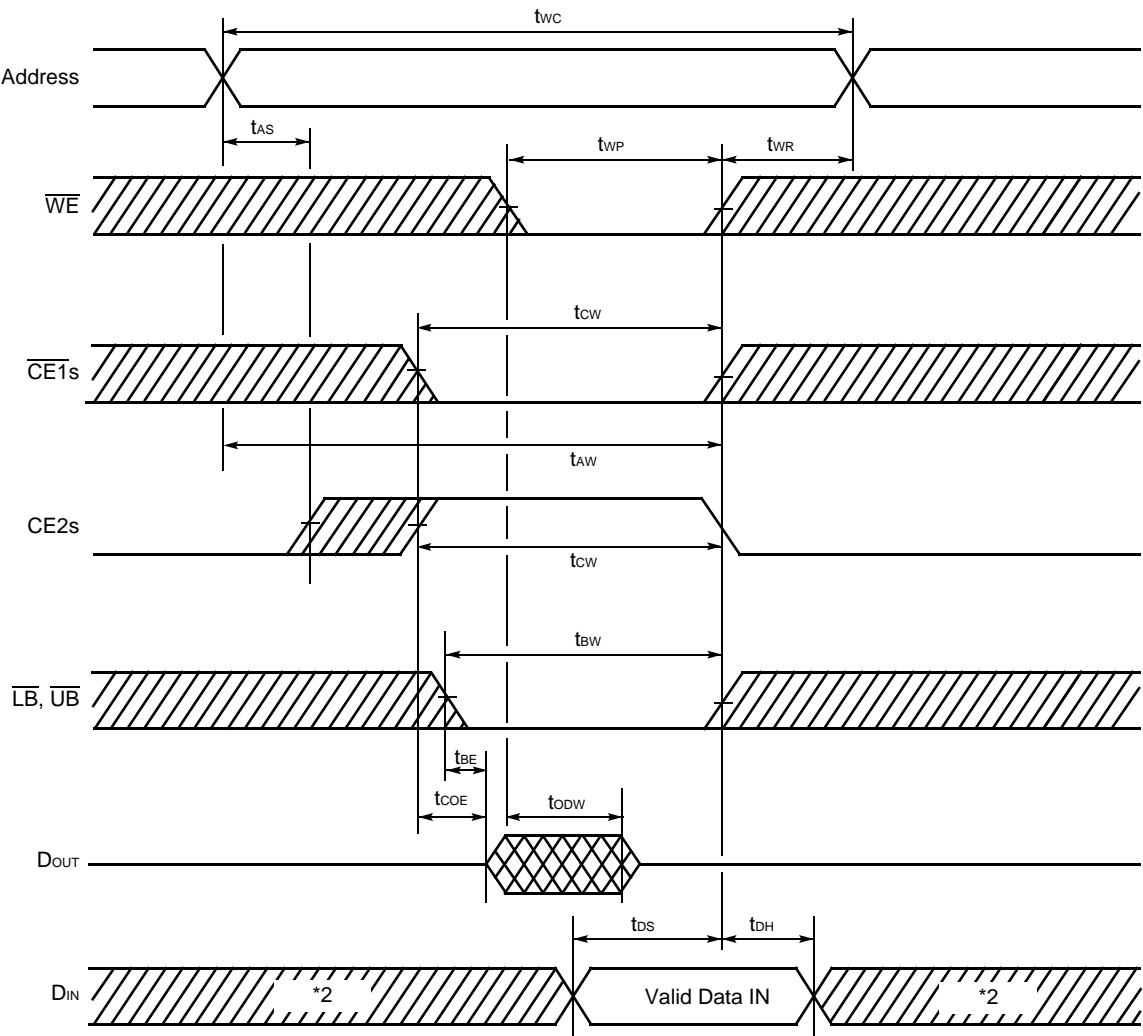 tWC
Address
tAS
tWP
tWR
WE
tCW
CE1s
tAW
CE2s
tCW
tBW
LB, UB
tBE
tCOE
tODW
DOUT
tDS
tDH
DIN
*2
Valid Data IN
*2